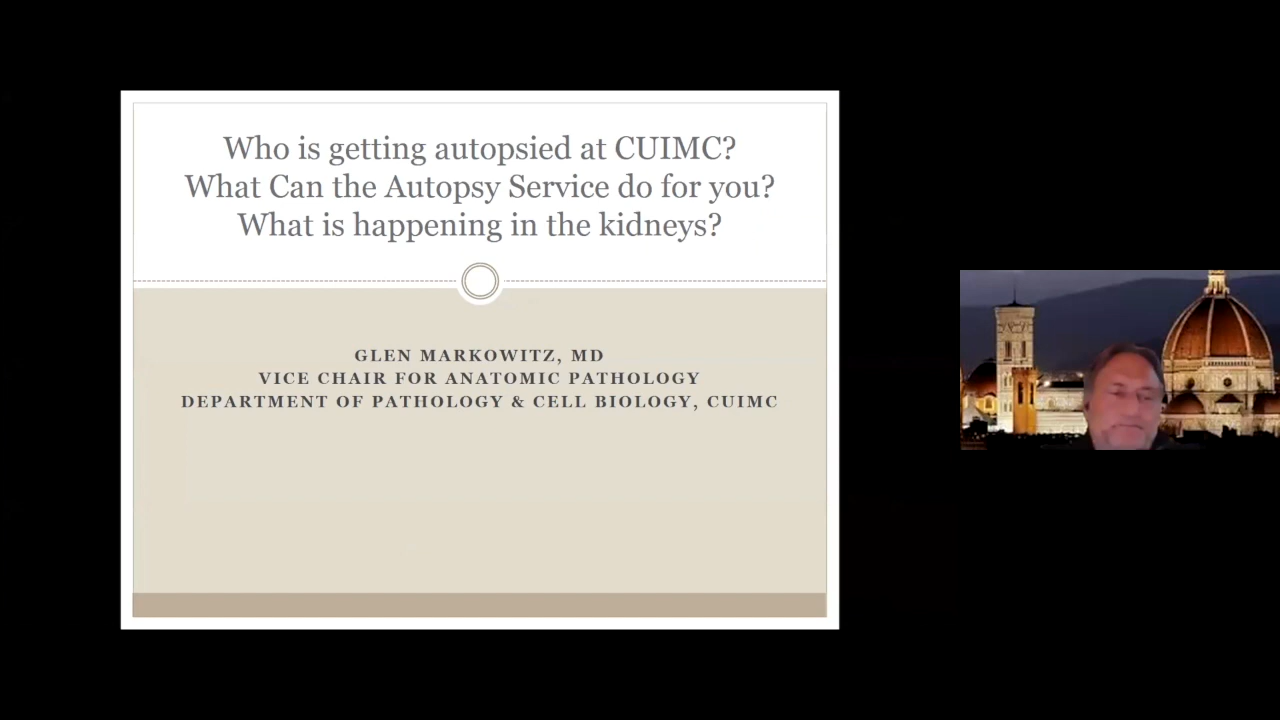 Who is getting autopsied at CUIMC?
What Can the Autopsy Service do for you?
What is happening in the kidneys?
GLEN MARKOWITZ, MD
VICE CHAIR FOR ANATOMIC PATHOLOGY
DEPARTMENT OF PATHOLOGY & CELL BIOLOGY, CUIMC